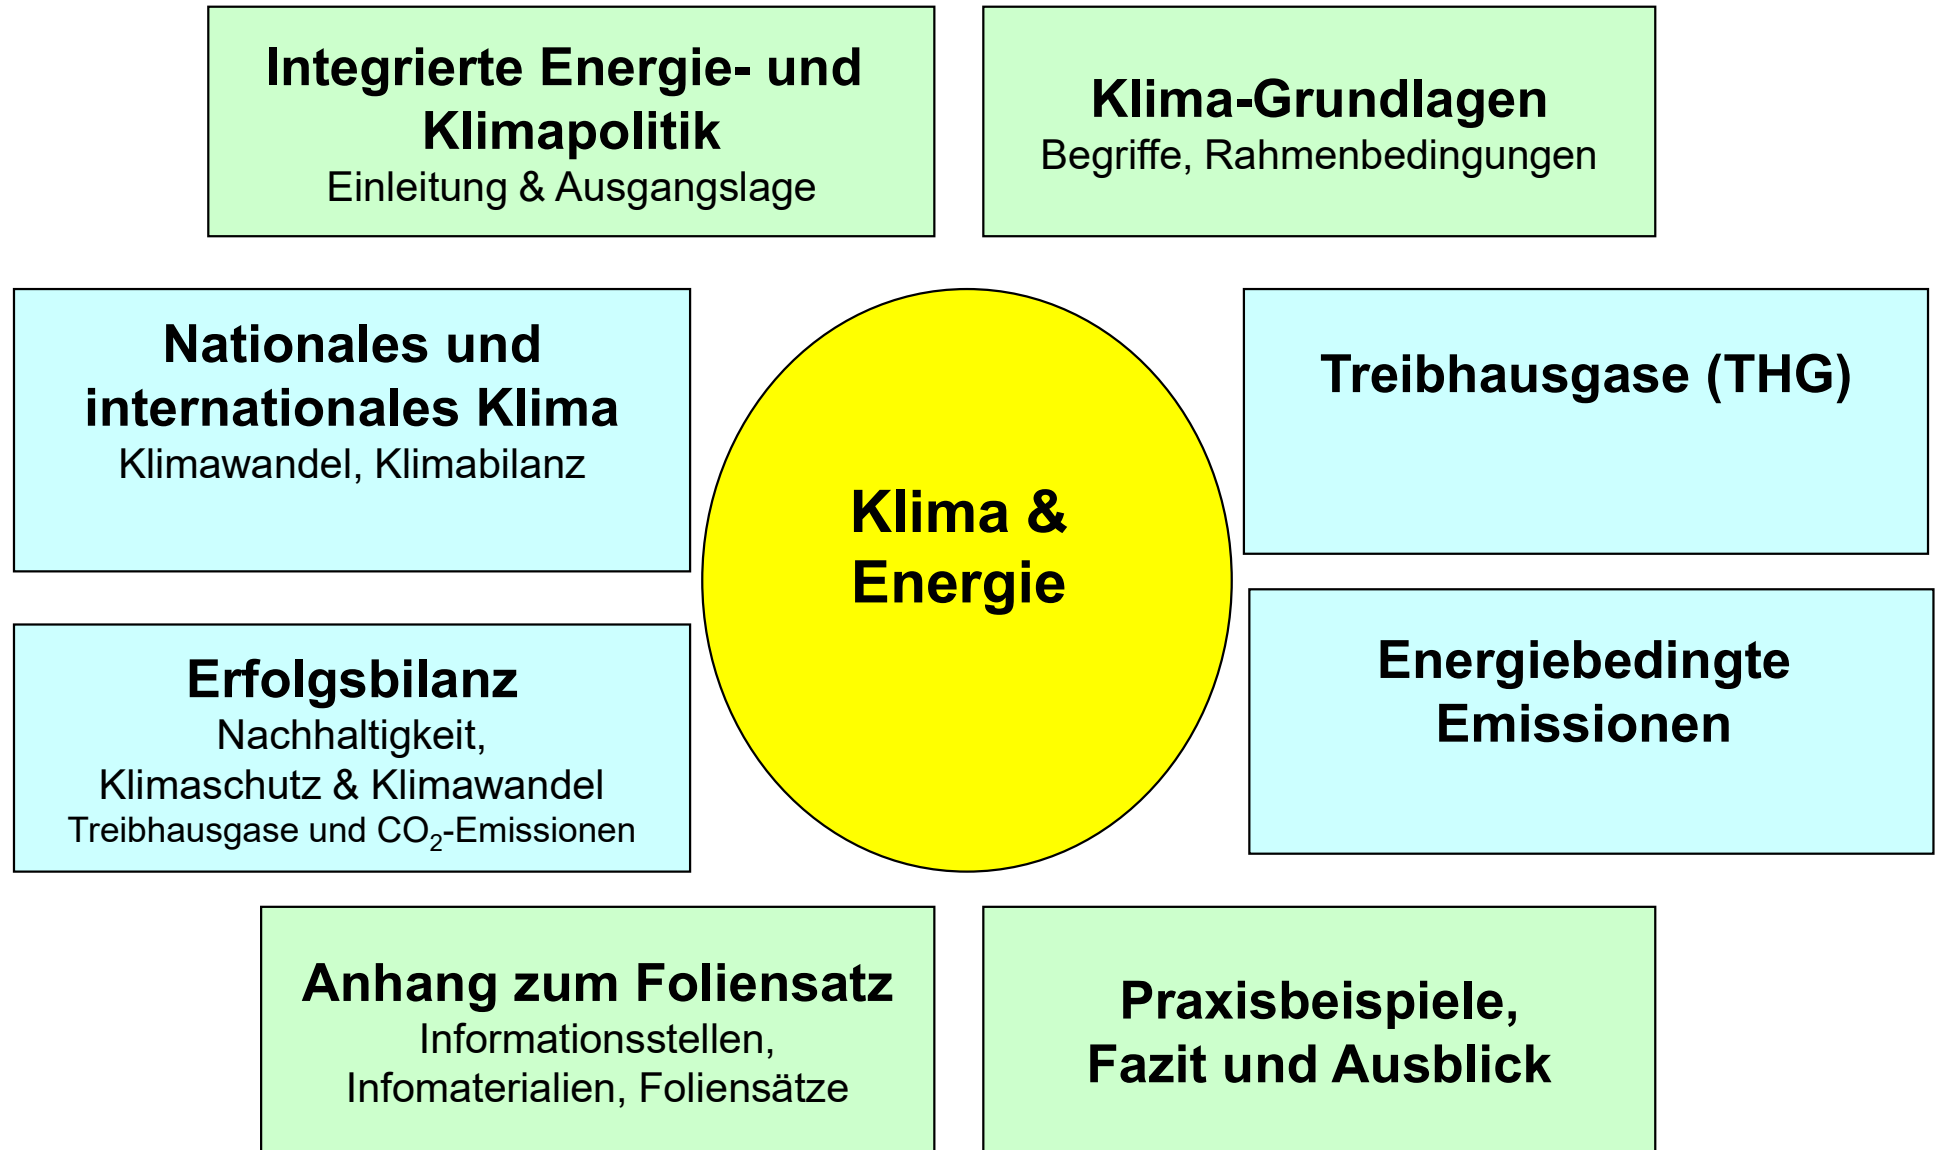 Integrierte Energie- und
Klimapolitik
Einleitung & Ausgangslage
Klima-Grundlagen
Begriffe, Rahmenbedingungen
Nationales und
internationales Klima
Klimawandel, Klimabilanz
Klima &
Energie
Treibhausgase (THG)
Erfolgsbilanz
Nachhaltigkeit,
Klimaschutz & Klimawandel
Treibhausgase und CO₂-Emissionen
Energiebedingte
Emissionen
Anhang zum Foliensatz
Informationsstellen,
Infomaterialien, Foliensätze
Praxisbeispiele,
Fazit und Ausblick